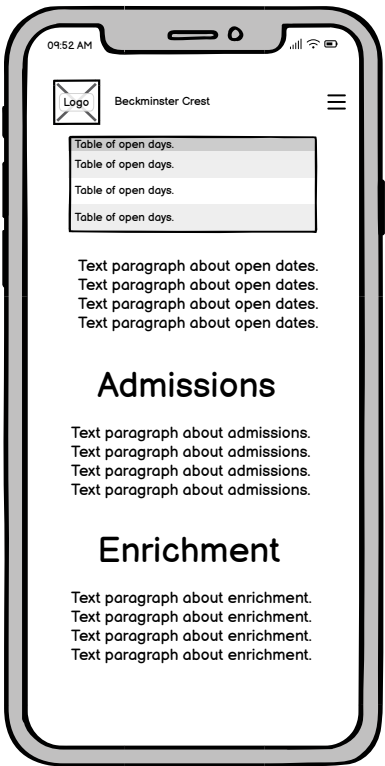 09:52 AM
Logo
Beckminster Crest
Table of open days.
Table of open days.
Table of open days.
Table of open days.
Text paragraph about open dates.
Text paragraph about open dates.
Text paragraph about open dates.
Text paragraph about open dates.
Admissions
Text paragraph about admissions.
Text paragraph about admissions.
Text paragraph about admissions.
Text paragraph about admissions.
Enrichment
Text paragraph about enrichment.
Text paragraph about enrichment.
Text paragraph about enrichment.
Text paragraph about enrichment.